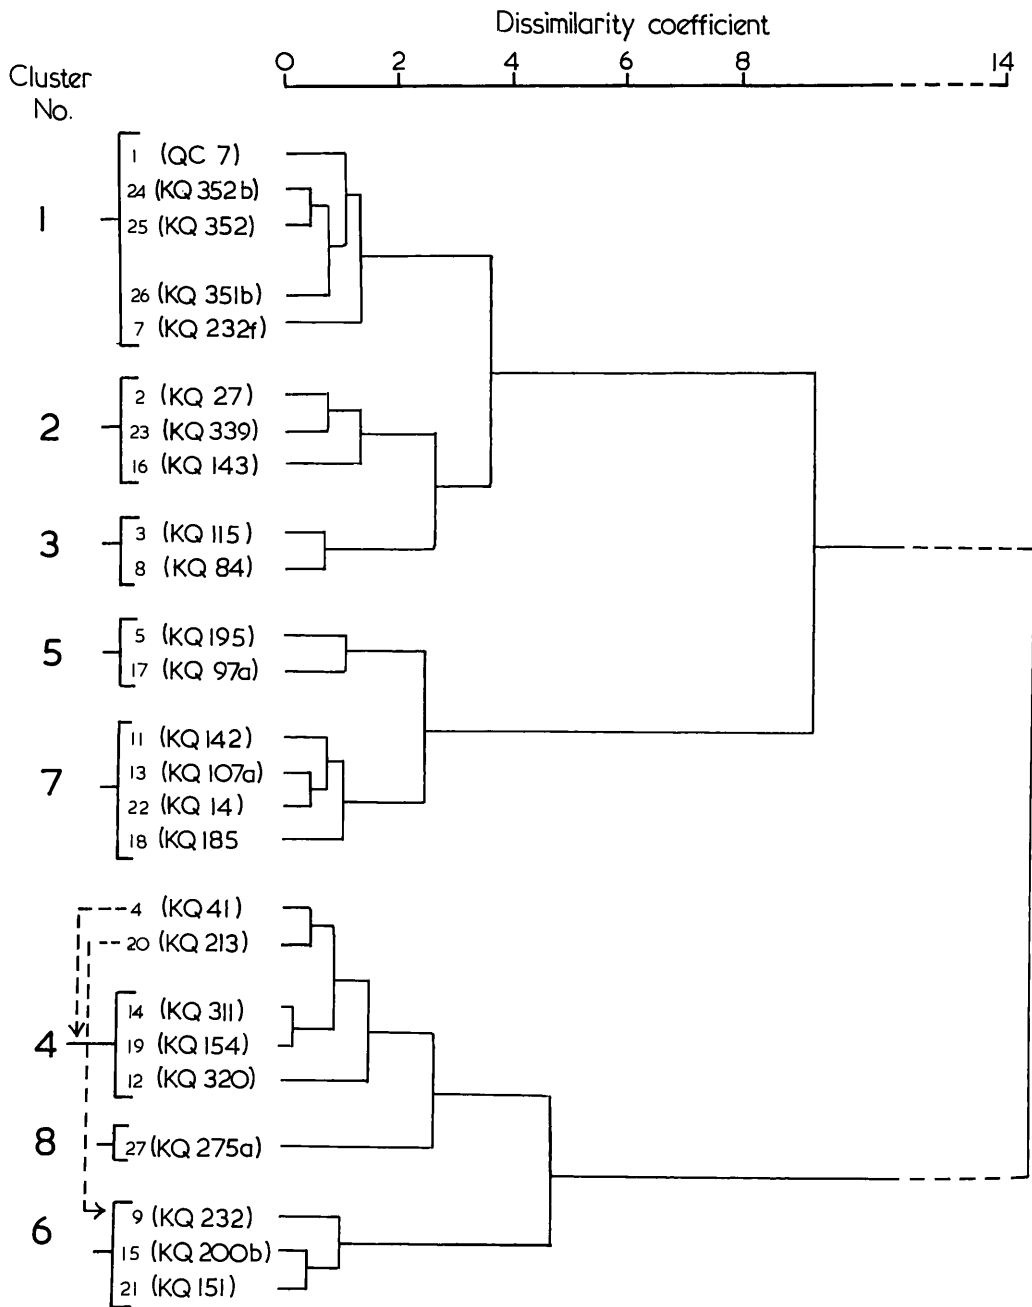 Dissimilarity coefficient
0 2 4 6 8 14
Cluster
No.
1
1 (QC 7)
24 (KQ 352b)
25 (KQ 352)
26 (KQ 351b)
7 (KQ 232f)
2
2 (KQ 27)
23 (KQ 339)
16 (KQ 143)
3
3 (KQ 115)
8 (KQ 84)
5
5 (KQ 195)
17 (KQ 97a)
7
11 (KQ 142)
13 (KQ 107a)
22 (KQ 14)
18 (KQ 185
4 (KQ 41)
20 (KQ 213)
4
14 (KQ 311)
19 (KQ 154)
12 (KQ 320)
8
27 (KQ 275a)
6
9 (KQ 232)
15 (KQ 200b)
21 (KQ 151)